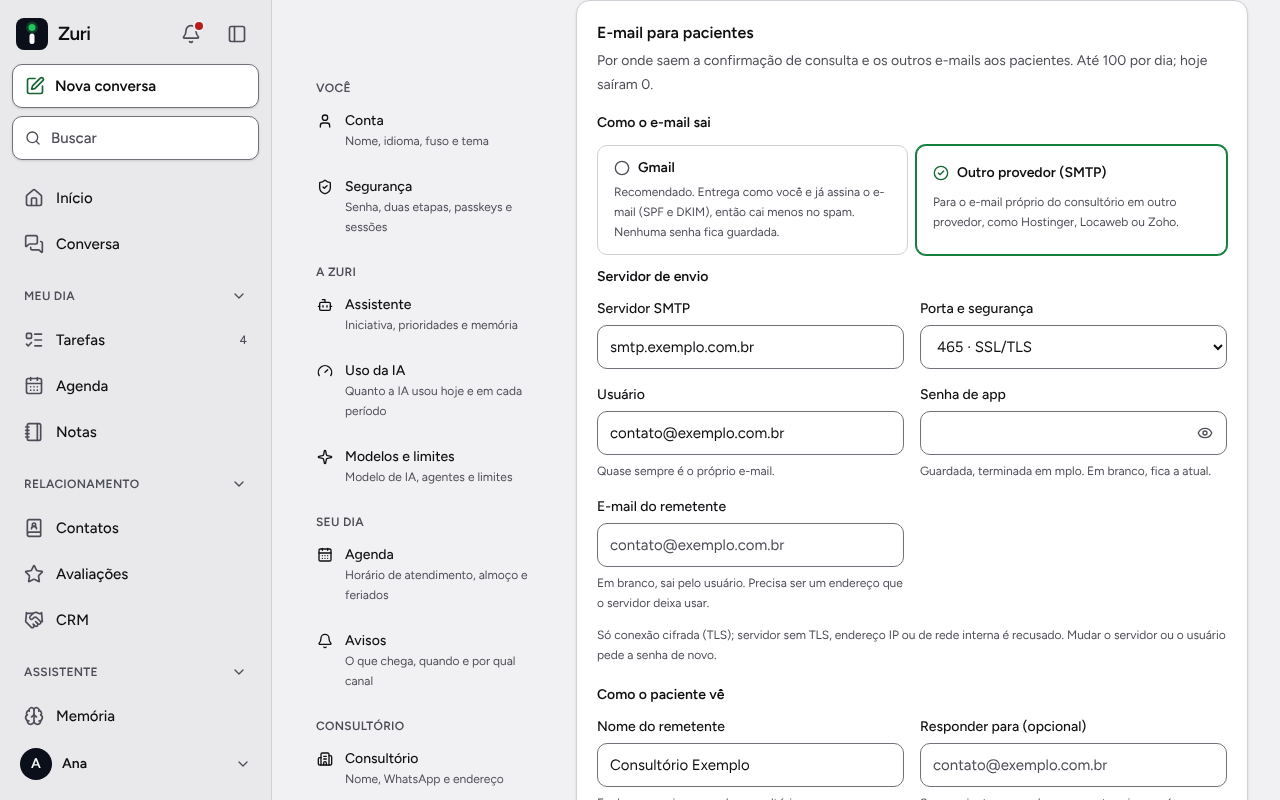 Zuri
Nova conversa
Buscar
Início
Conversa
MEU DIA
Tarefas 4
Agenda
Notas
RELACIONAMENTO
Contatos
Avaliações
CRM
ASSISTENTE
Memória
A Ana
VOCÊ
Conta
Nome, idioma, fuso e tema
Segurança
Senha, duas etapas, passkeys e
sessões
A ZURI
Assistente
Iniciativa, prioridades e memória
Uso da IA
Quanto a IA usou hoje e em cada
período
Modelos e limites
Modelo de IA, agentes e limites
SEU DIA
Agenda
Horário de atendimento, almoço e
feriados
Avisos
O que chega, quando e por qual
canal
CONSULTÓRIO
Consultório
Nome, WhatsApp e endereço
E-mail para pacientes
Por onde saem a confirmação de consulta e os outros e-mails aos pacientes. Até 100 por dia; hoje
saíram 0.
Como o e-mail sai
Gmail
Recomendado. Entrega como você e já assina o e-
mail (SPF e DKIM), então cai menos no spam.
Nenhuma senha fica guardada.
Outro provedor (SMTP)
Para o e-mail próprio do consultório em outro
provedor, como Hostinger, Locaweb ou Zoho.
Servidor de envio
Servidor SMTP
smtp.exemplo.com.br
Porta e segurança
465 · SSL/TLS
Usuário
contato@exemplo.com.br
Quase sempre é o próprio e-mail.
Senha de app
Guardada, terminada em mplo. Em branco, fica a atual.
E-mail do remetente
contato@exemplo.com.br
Em branco, sai pelo usuário. Precisa ser um endereço que
o servidor deixa usar.
Só conexão cifrada (TLS); servidor sem TLS, endereço IP ou de rede interna é recusado. Mudar o servidor ou o usuário
pede a senha de novo.
Como o paciente vê
Nome do remetente
Consultório Exemplo
Responder para (opcional)
contato@exemplo.com.br